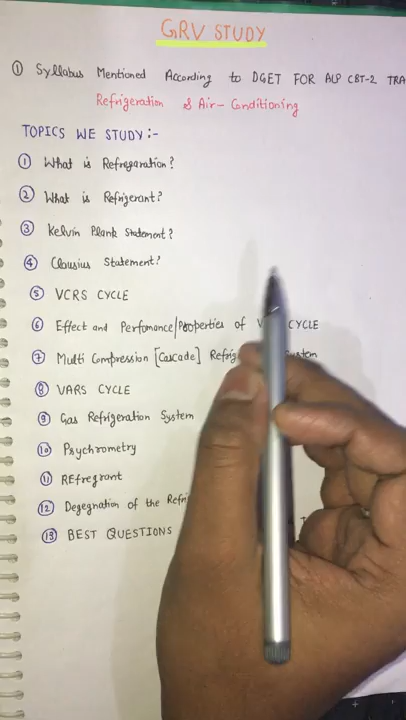 GRV STUDY
① Syllabus Mentioned According to DGET FOR ALP CBT-2 TRA
Refrigeration & Air-Conditioning
TOPICS WE STUDY:-
① What is Refregaration?
② What is Refrigerant?
③ Kelvin Plank Statement?
④ Clausius Statement?
⑤ VCRS CYCLE
⑥ Effect and Perfomance/Properties of CYCLE
⑦ Multi Compression [Cascade]
⑧ VARS CYCLE
⑨ Gas Refrigeration System
⑩ Psychrometry
⑪ REfregrant
⑫ Degegnation of the
⑬ BEST QUESTIONS